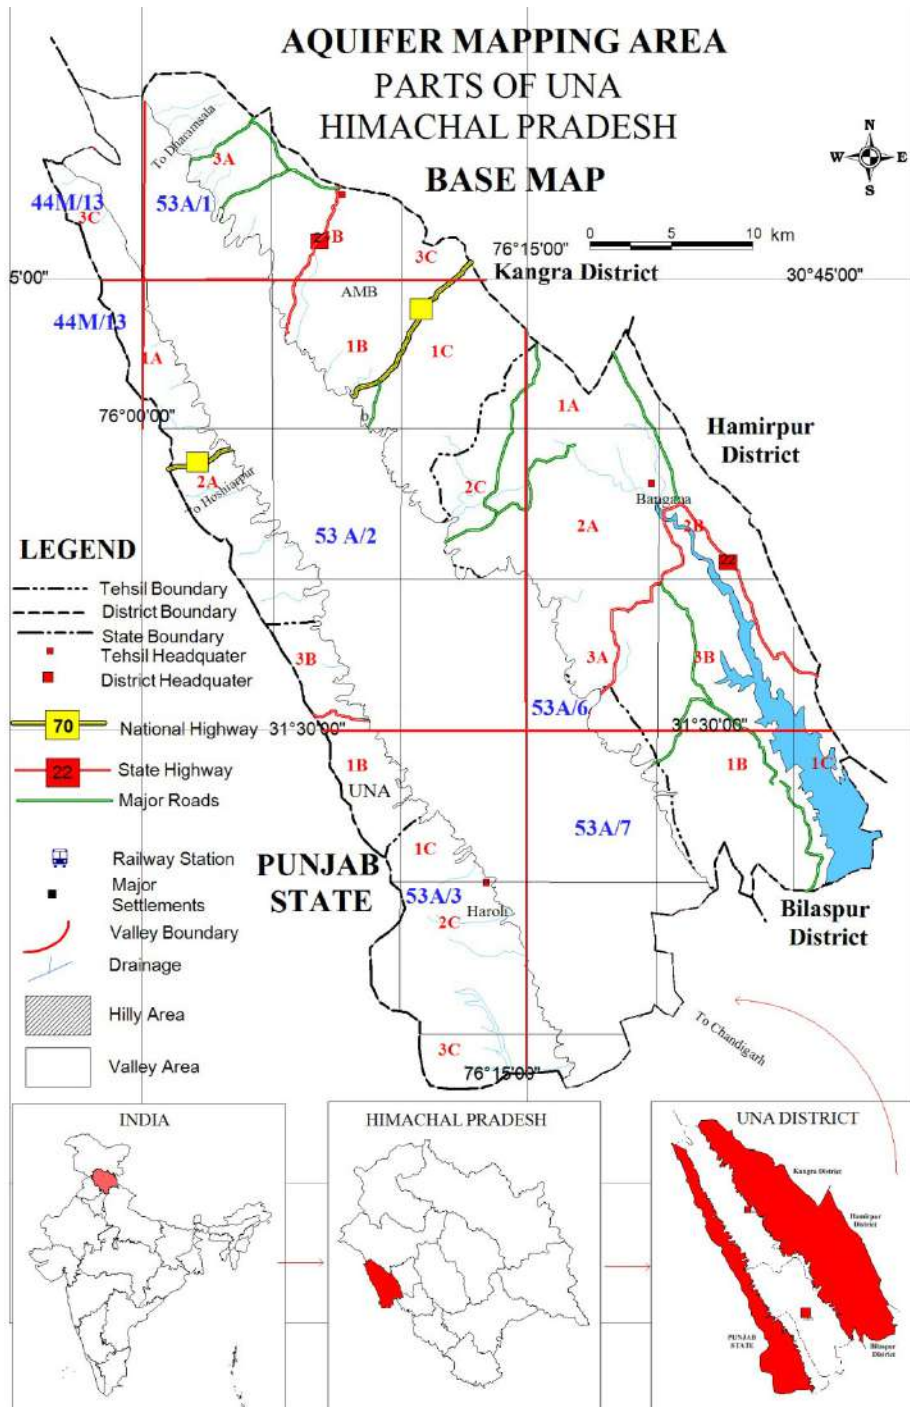 AQUIFER MAPPING AREA
PARTS OF UNA
HIMACHAL PRADESH
BASE MAP
N
W E
S
To Dharamsala
3A
44M/13
3C
53A/1
3C
76°15'00"
0 5 10 km
Kangra District
5'00"
30°45'00"
AMB
44M/13
1B
1C
1A
76°00'00"
1A
b
Hamirpur
District
2A
To Hoshiarpur
2C
Bangana
2A
2B
53 A/2
22
LEGEND
Tehsil Boundary
District Boundary
State Boundary
Tehsil Headquater
District Headquater
70
National Highway
22
State Highway
Major Roads
Railway Station
Major
Settlements
Valley Boundary
Drainage
Hilly Area
Valley Area
3B
3A
3B
53A/6
31°30'00"
31°30'00"
1B
UNA
1B
1C
53A/7
1C
PUNJAB
STATE
53A/3
Haroli
2C
Bilaspur
District
3C
76°15'00"
To Chandigarh
INDIA
HIMACHAL PRADESH
UNA DISTRICT
Kangra District
Hamirpur
District
PUNJAB
STATE
Bilaspur
District